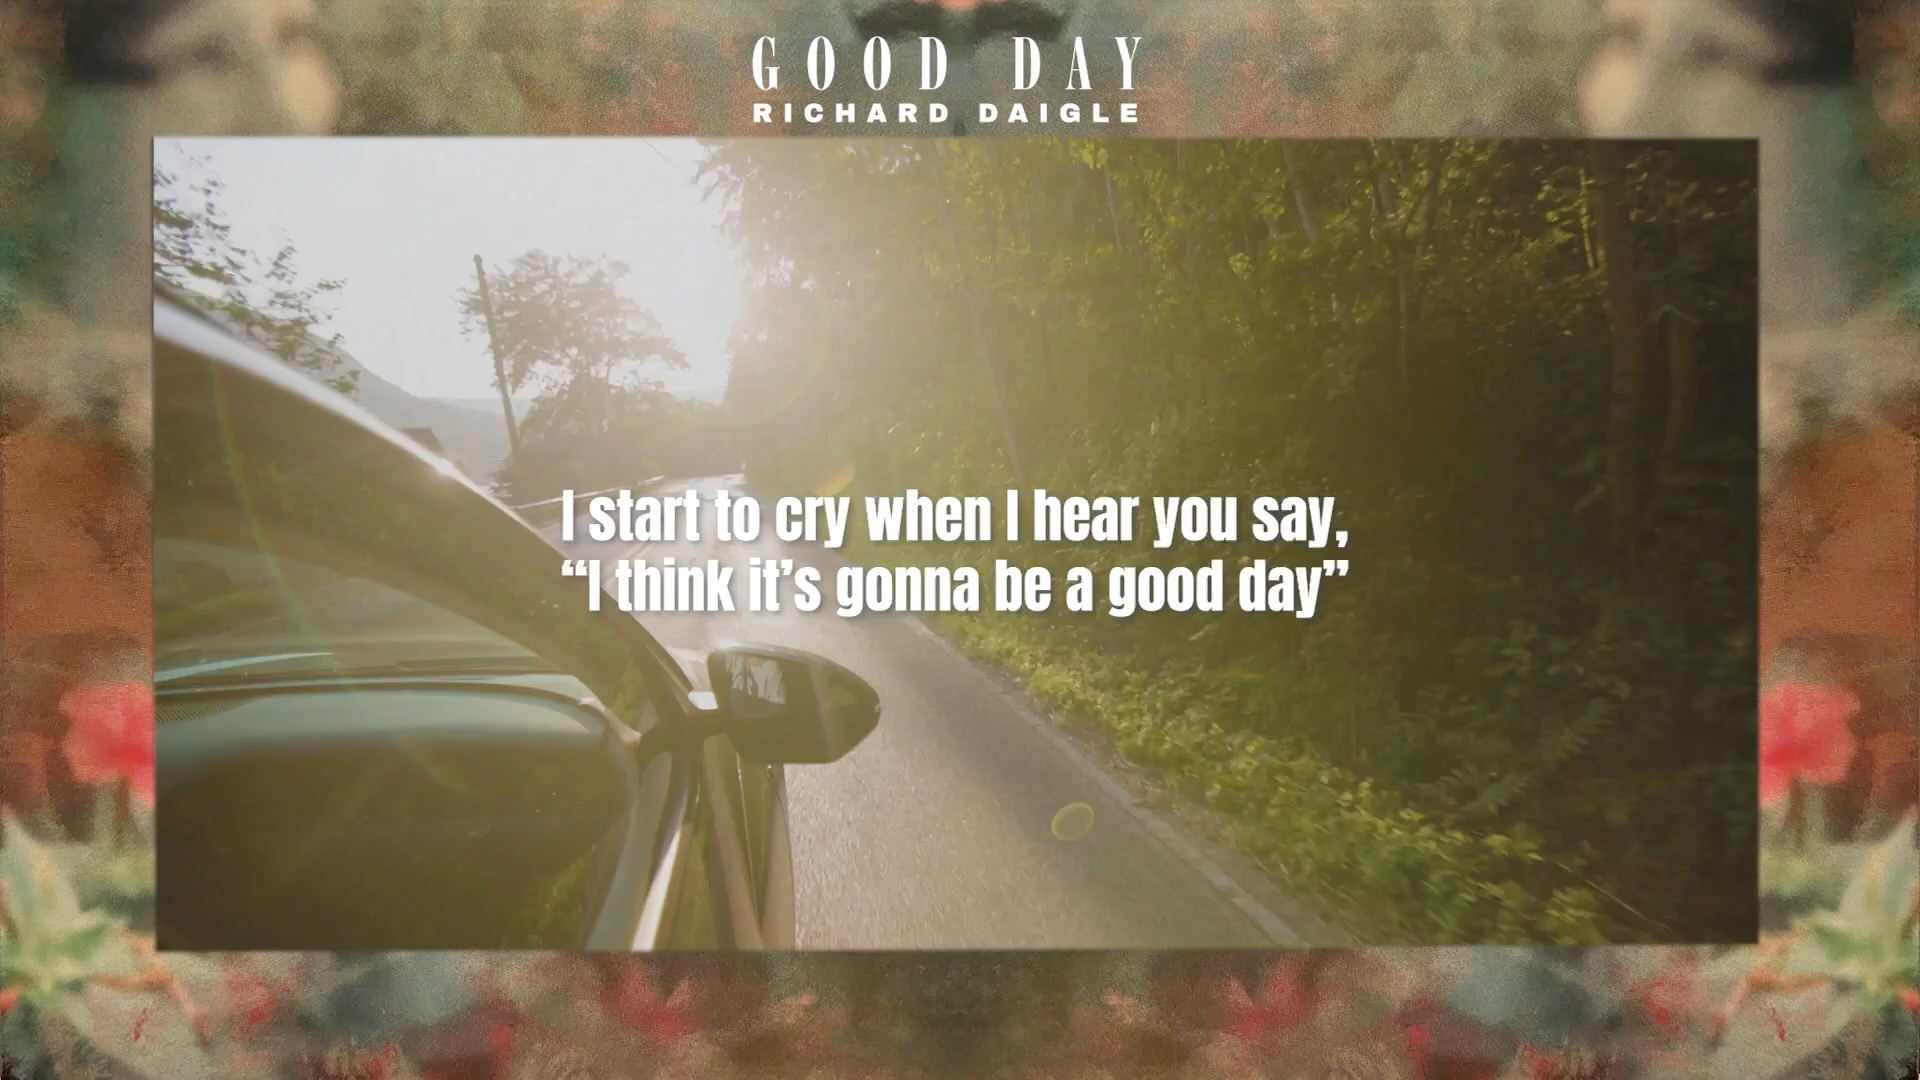 GOOD DAY
RICHARD DAIGLE
I start to cry when I hear you say,
“I think it’s gonna be a good day”